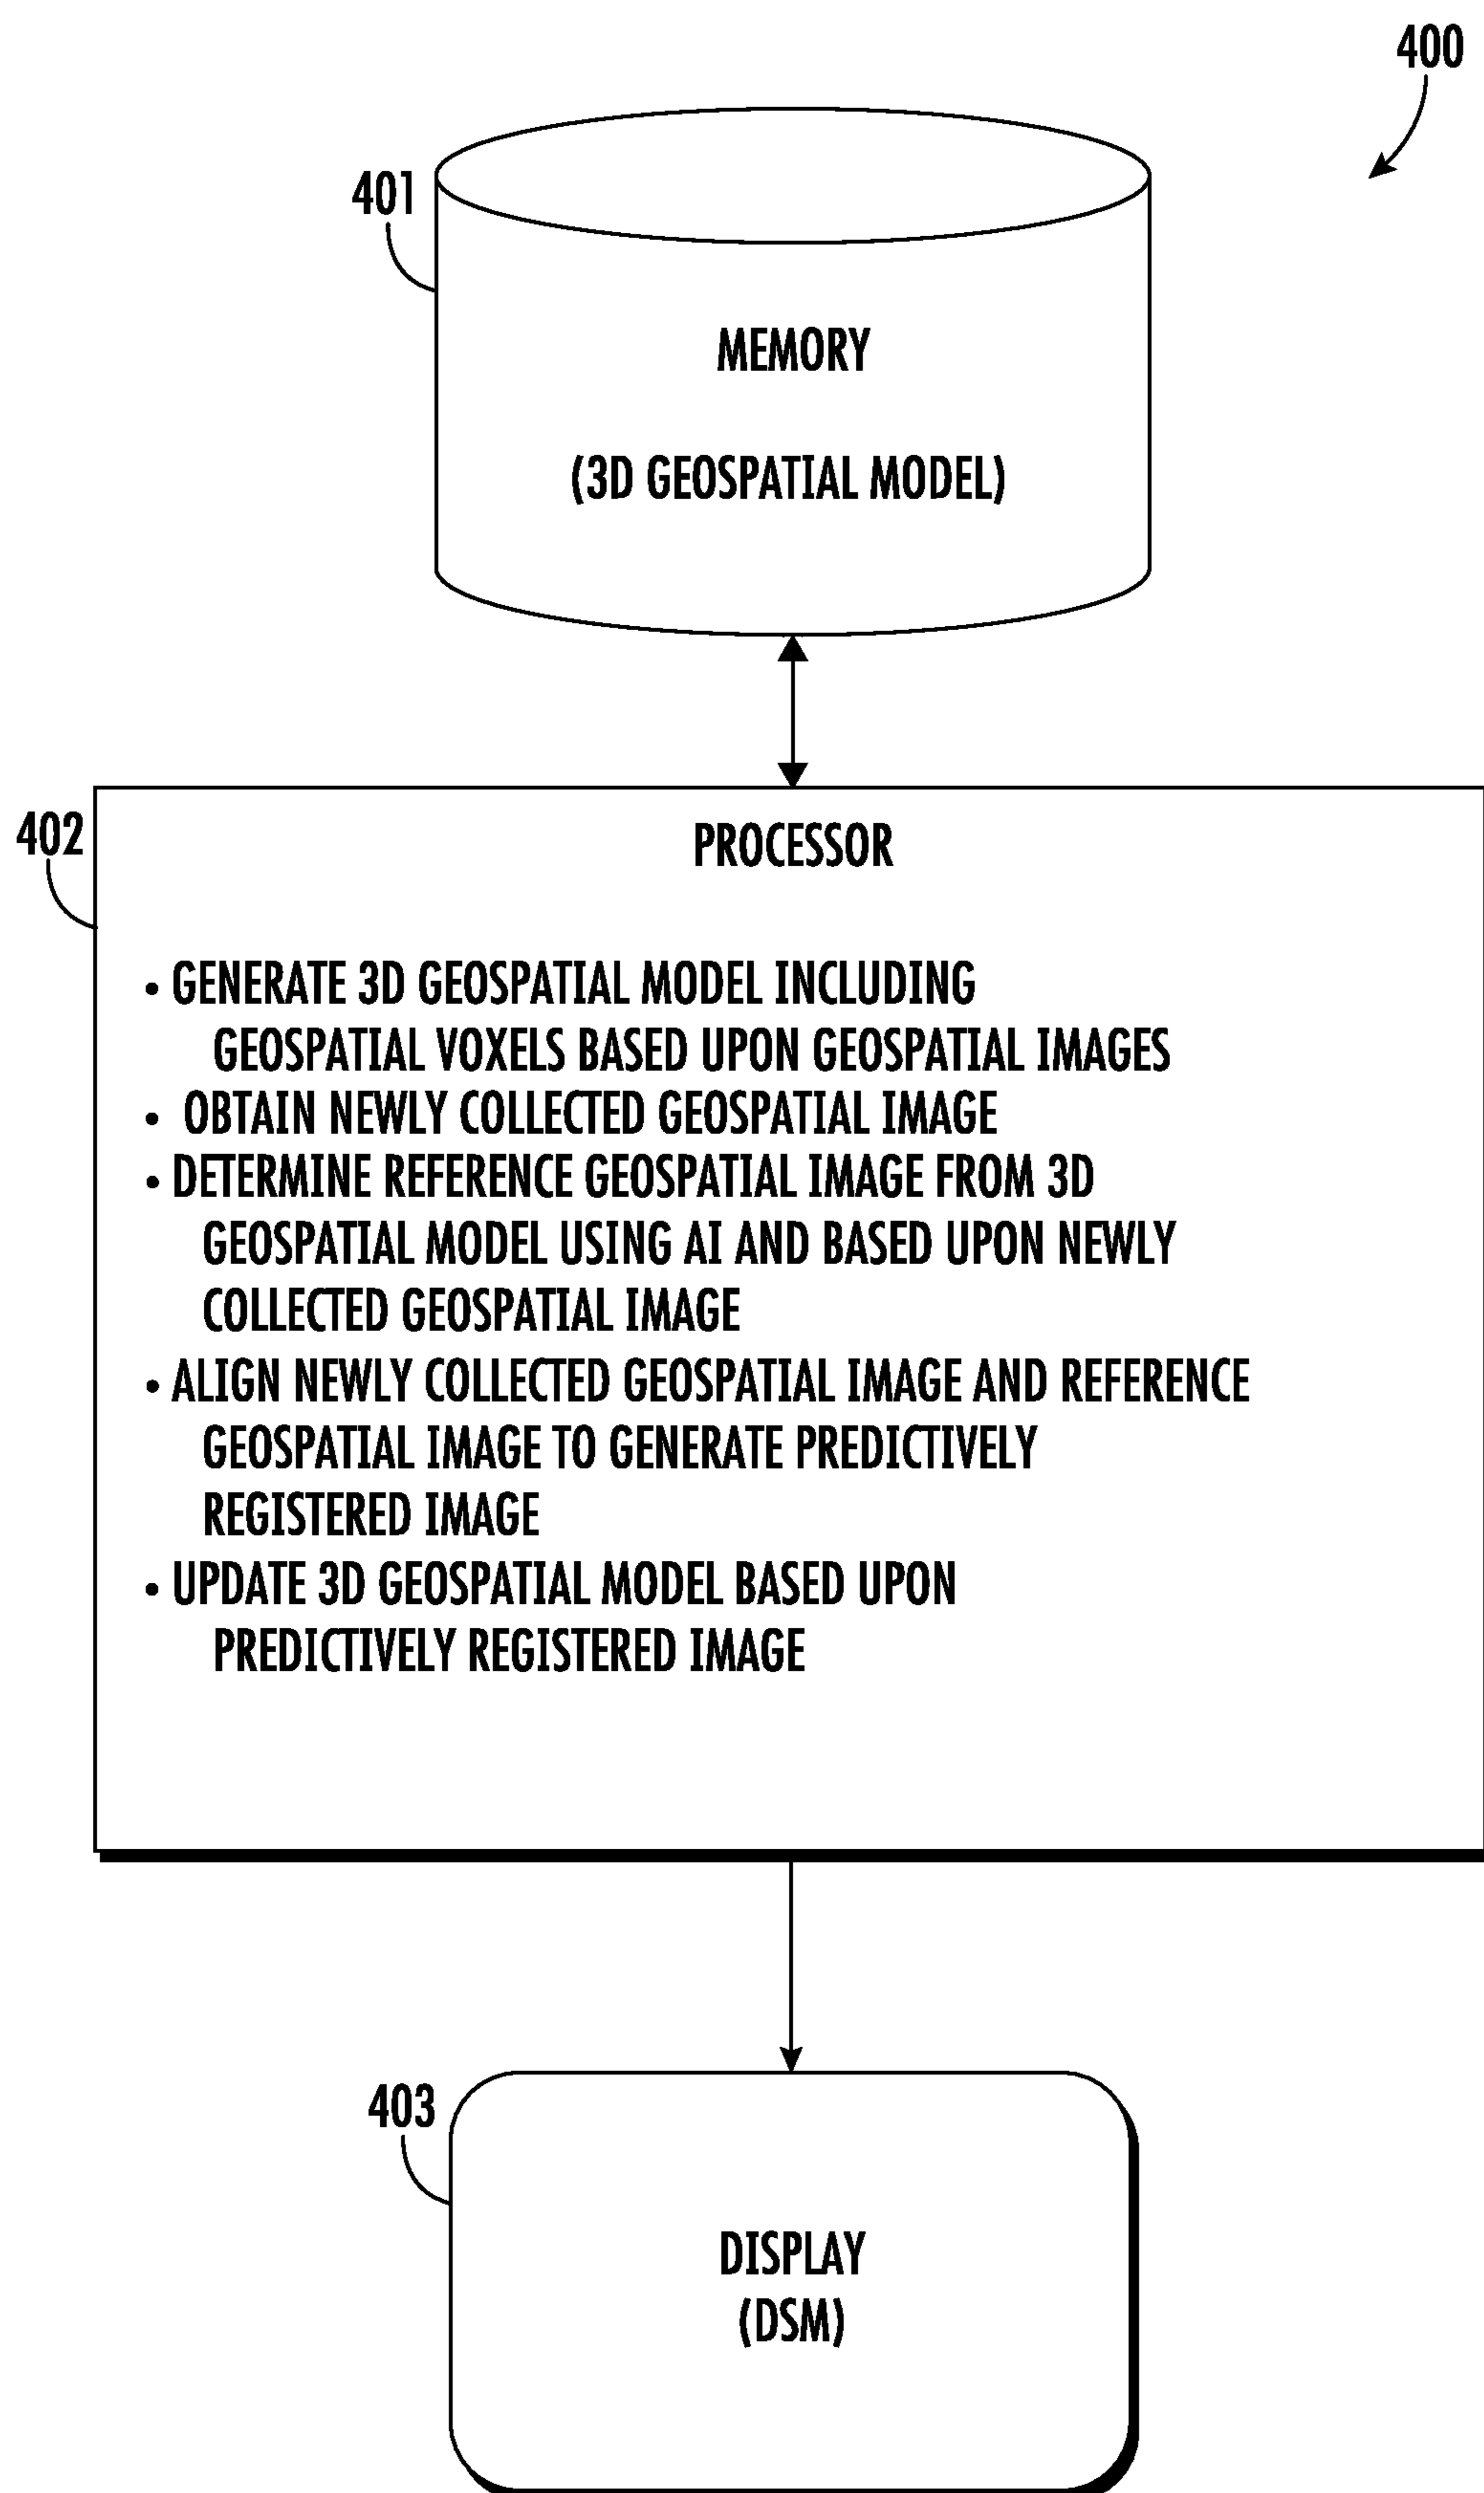 400
401
MEMORY
(3D GEOSPATIAL MODEL)
402
PROCESSOR
• GENERATE 3D GEOSPATIAL MODEL INCLUDING
GEOSPATIAL VOXELS BASED UPON GEOSPATIAL IMAGES
• OBTAIN NEWLY COLLECTED GEOSPATIAL IMAGE
• DETERMINE REFERENCE GEOSPATIAL IMAGE FROM 3D
GEOSPATIAL MODEL USING AI AND BASED UPON NEWLY
COLLECTED GEOSPATIAL IMAGE
• ALIGN NEWLY COLLECTED GEOSPATIAL IMAGE AND REFERENCE
GEOSPATIAL IMAGE TO GENERATE PREDICTIVELY
REGISTERED IMAGE
• UPDATE 3D GEOSPATIAL MODEL BASED UPON
PREDICTIVELY REGISTERED IMAGE
403
DISPLAY
(DSM)